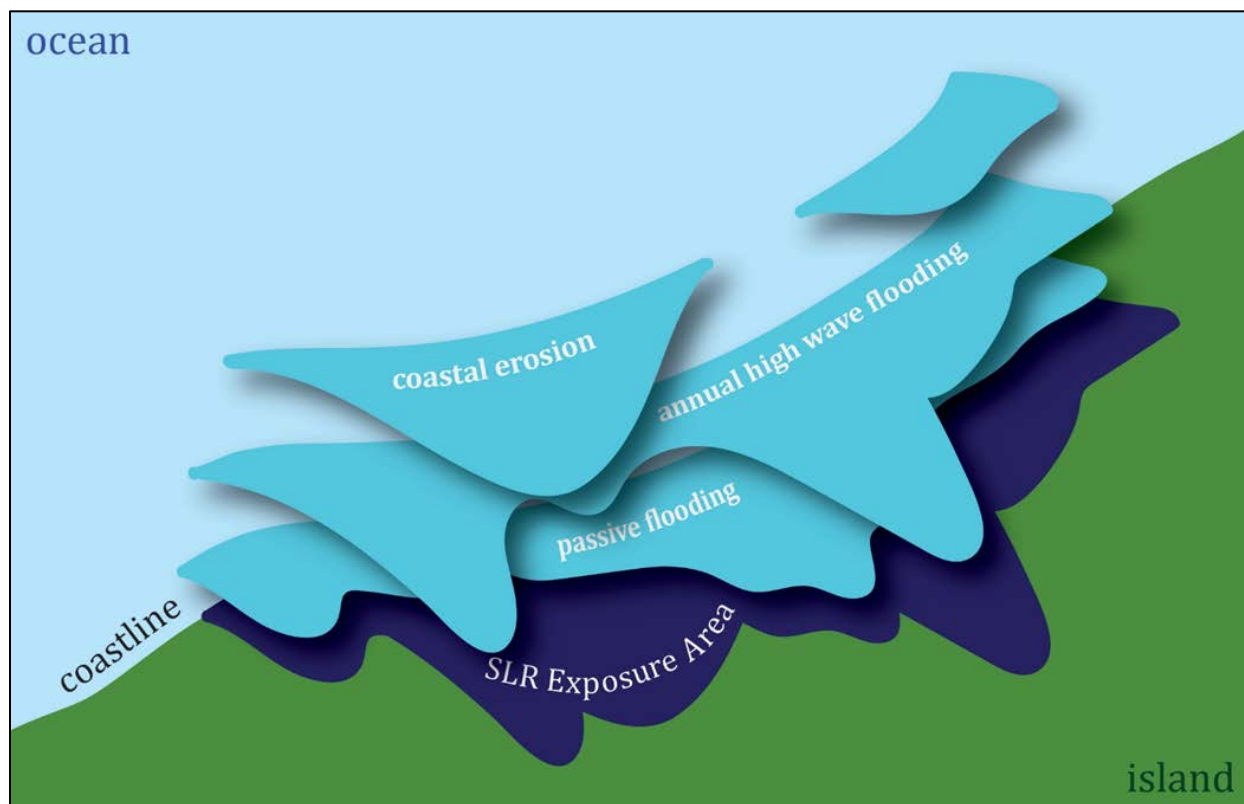 ocean
coastal erosion
annual high wave flooding
passive flooding
coastline
SLR Exposure Area
island